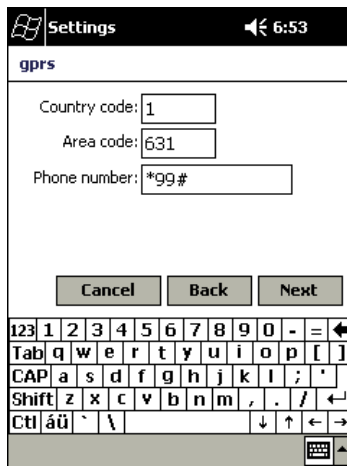 Settings 6:53
gprs
Country code: 1
Area code: 631
Phone number: *99#
Cancel Back Next
123 1 2 3 4 5 6 7 8 9 0 - = ←
Tab q w e r t y u i o p [ ]
CAP a s d f g h j k l ; '
Shift z x c v b n m , . / ↵
Ctl áü ` \ ↓ ↑ ← →